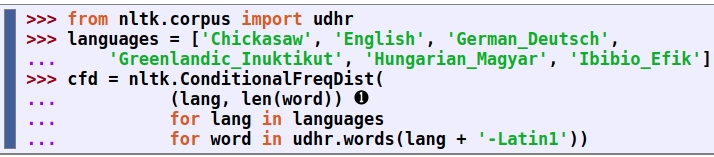 >>> from nltk.corpus import udhr
>>> languages = ['Chickasaw', 'English', 'German_Deutsch',
...     'Greenlandic_Inuktikut', 'Hungarian_Magyar', 'Ibibio_Efik']
>>> cfd = nltk.ConditionalFreqDist(
...           (lang, len(word)) ❶
...           for lang in languages
...           for word in udhr.words(lang + '-Latin1'))